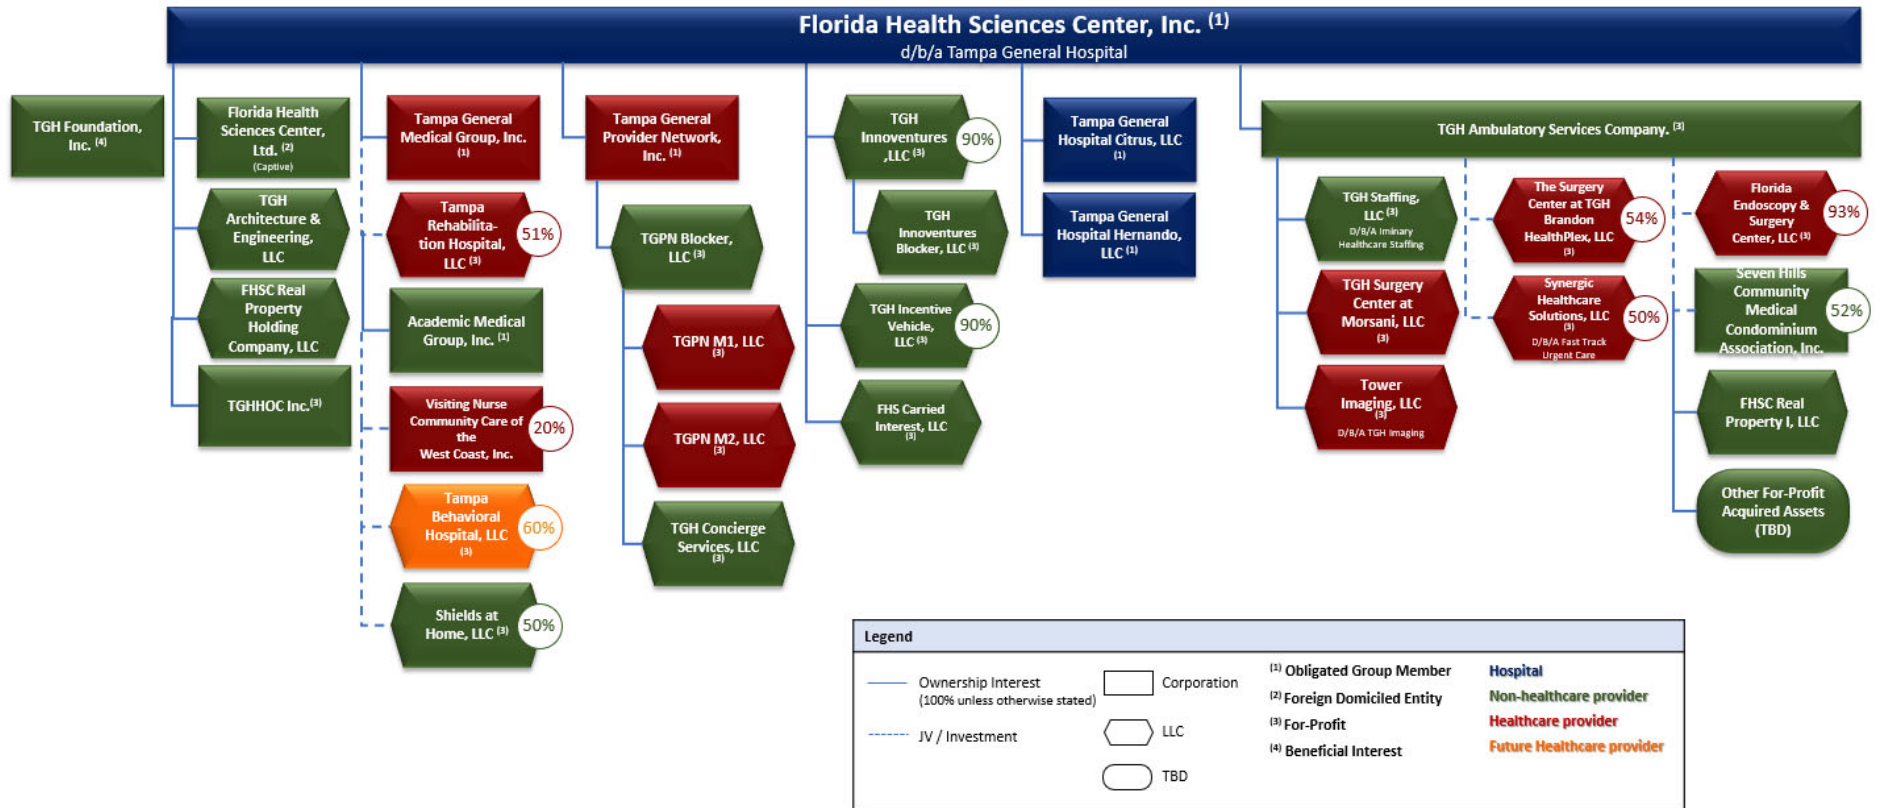 Florida Health Sciences Center, Inc. (1)
d/b/a Tampa General Hospital
TGH Foundation,
Inc. (4)
Florida Health
Sciences Center,
Ltd. (2)
(Captive)
TGH
Architecture &
Engineering,
LLC
FHSC Real
Property
Holding
Company, LLC
TGHHOC Inc.(3)
Tampa General
Medical Group, Inc.
(1)
Tampa
Rehabilita-
tion Hospital,
LLC (3)
51%
Academic Medical
Group, Inc. (1)
Visiting Nurse
Community Care of
the
West Coast, Inc.
20%
Tampa
Behavioral
Hospital, LLC
(3)
60%
Shields at
Home, LLC (3)
50%
Tampa General
Provider Network,
Inc. (1)
TGPN Blocker,
LLC (3)
TGPN M1, LLC
(3)
TGPN M2, LLC
(3)
TGH Concierge
Services, LLC
(3)
TGH
Innoventures
,LLC (3)
90%
TGH
Innoventures
Blocker, LLC (3)
TGH Incentive
Vehicle,
LLC (3)
90%
FHS Carried
Interest, LLC
(3)
Tampa General
Hospital Citrus, LLC
(1)
Tampa General
Hospital Hernando,
LLC (1)
TGH Ambulatory Services Company. (3)
TGH Staffing,
LLC (3)
D/B/A Iminary
Healthcare Staffing
TGH Surgery
Center at
Morsani, LLC
(3)
Tower
Imaging, LLC
(3)
D/B/A TGH Imaging
The Surgery
Center at TGH
Brandon
HealthPlex, LLC
(3)
54%
Synergic
Healthcare
Solutions, LLC
(3)
D/B/A Fast Track
Urgent Care
50%
Florida
Endoscopy &
Surgery
Center, LLC (3)
93%
Seven Hills
Community
Medical
Condominium
Association, Inc.
52%
FHSC Real
Property I, LLC
Other For-Profit
Acquired Assets
(TBD)
Legend
Ownership Interest
(100% unless otherwise stated)
JV / Investment
Corporation
LLC
TBD
(1) Obligated Group Member
(2) Foreign Domiciled Entity
(3) For-Profit
(4) Beneficial Interest
Hospital
Non-healthcare provider
Healthcare provider
Future Healthcare provider